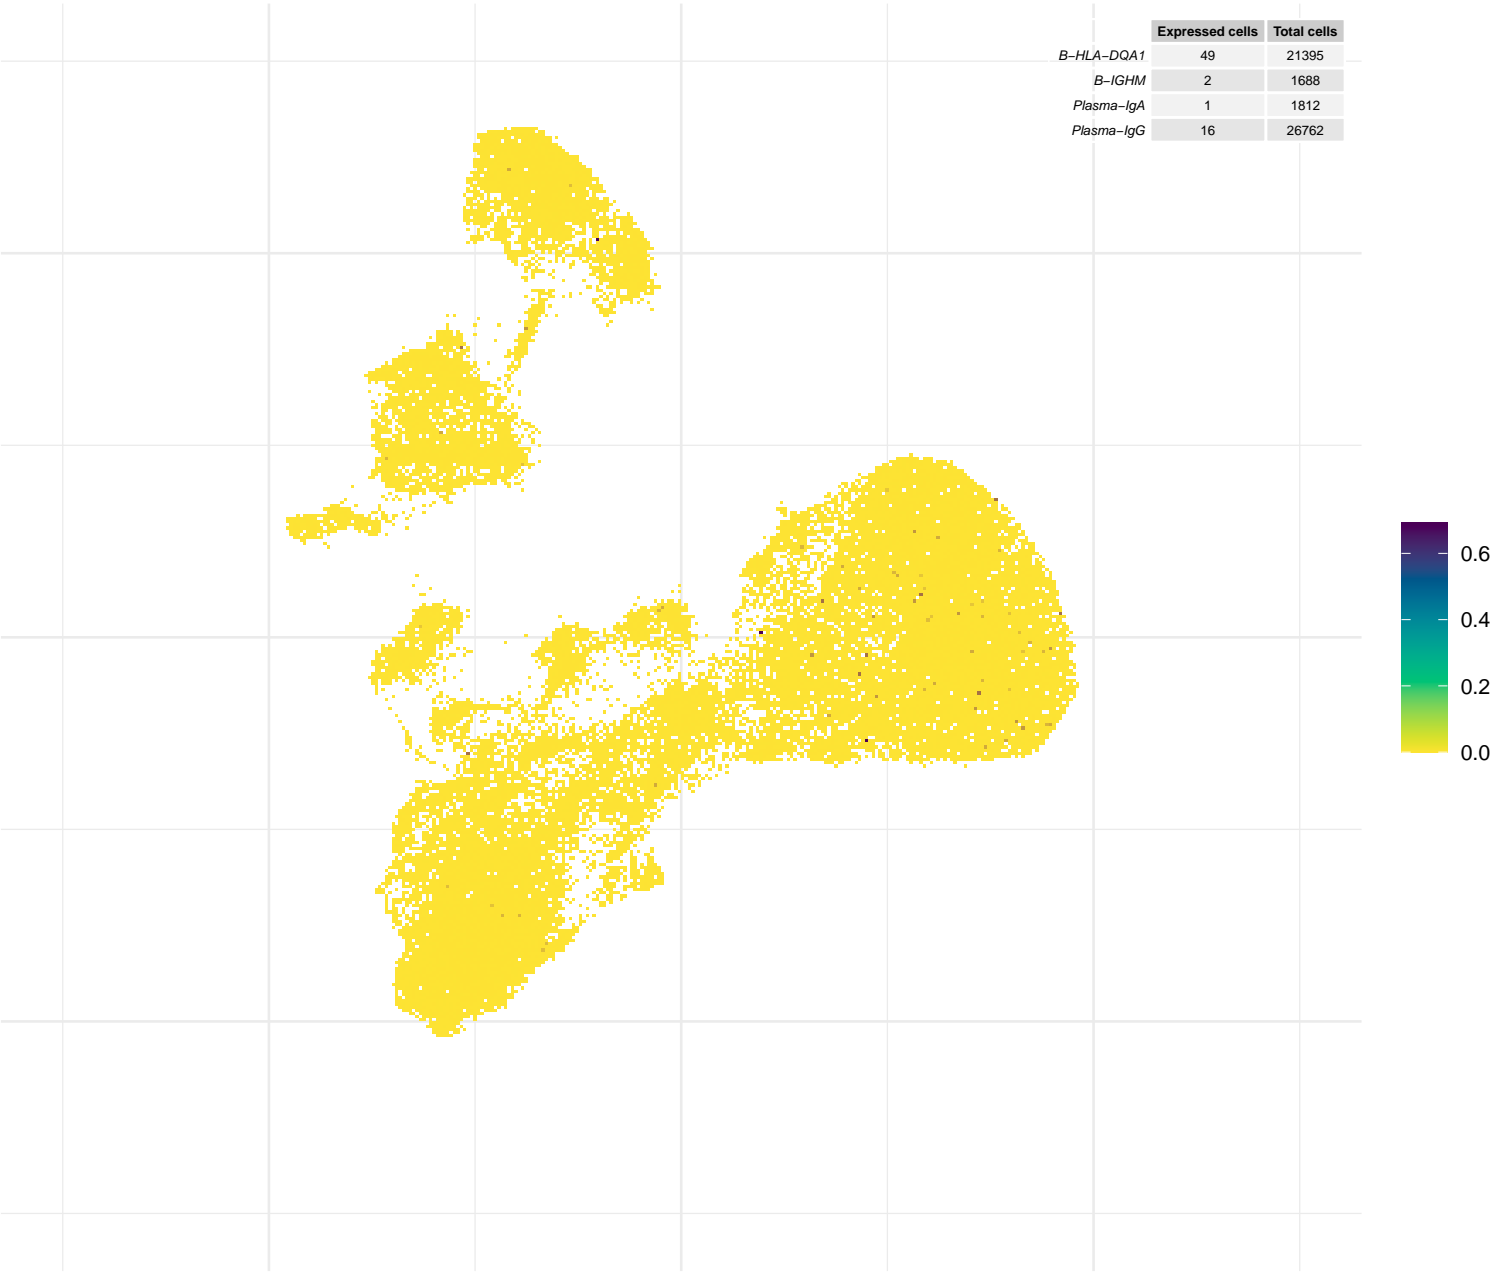 Expressed cells Total cells
B−HLA−DQA1 49 21395
B−IGHM 2 1688
Plasma−IgA 1 1812
Plasma−IgG 16 26762
0.6
0.4
0.2
0.0